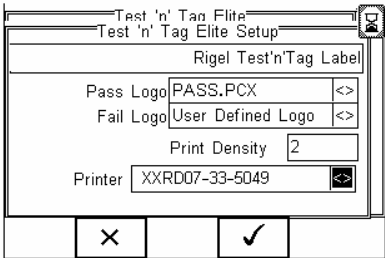 Test 'n' Tag Elite
Test 'n' Tag Elite Setup
Rigel Test'n'Tag Label
Pass Logo PASS.PCX <>
Fail Logo User Defined Logo <>
Print Density 2
Printer XXRD07-33-5049 <>